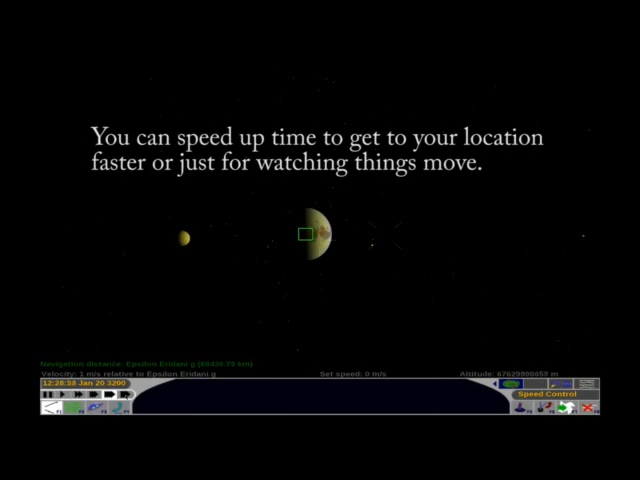 You can speed up time to get to your location
faster or just for watching things move.
Navigation distance: Epsilon Eridani g (66436.79 km)
Velocity: 1 m/s relative to Epsilon Eridani g Set speed: 0 m/s Altitude: 67629808653 m
12:28:58 Jan 20 3200
Speed Control